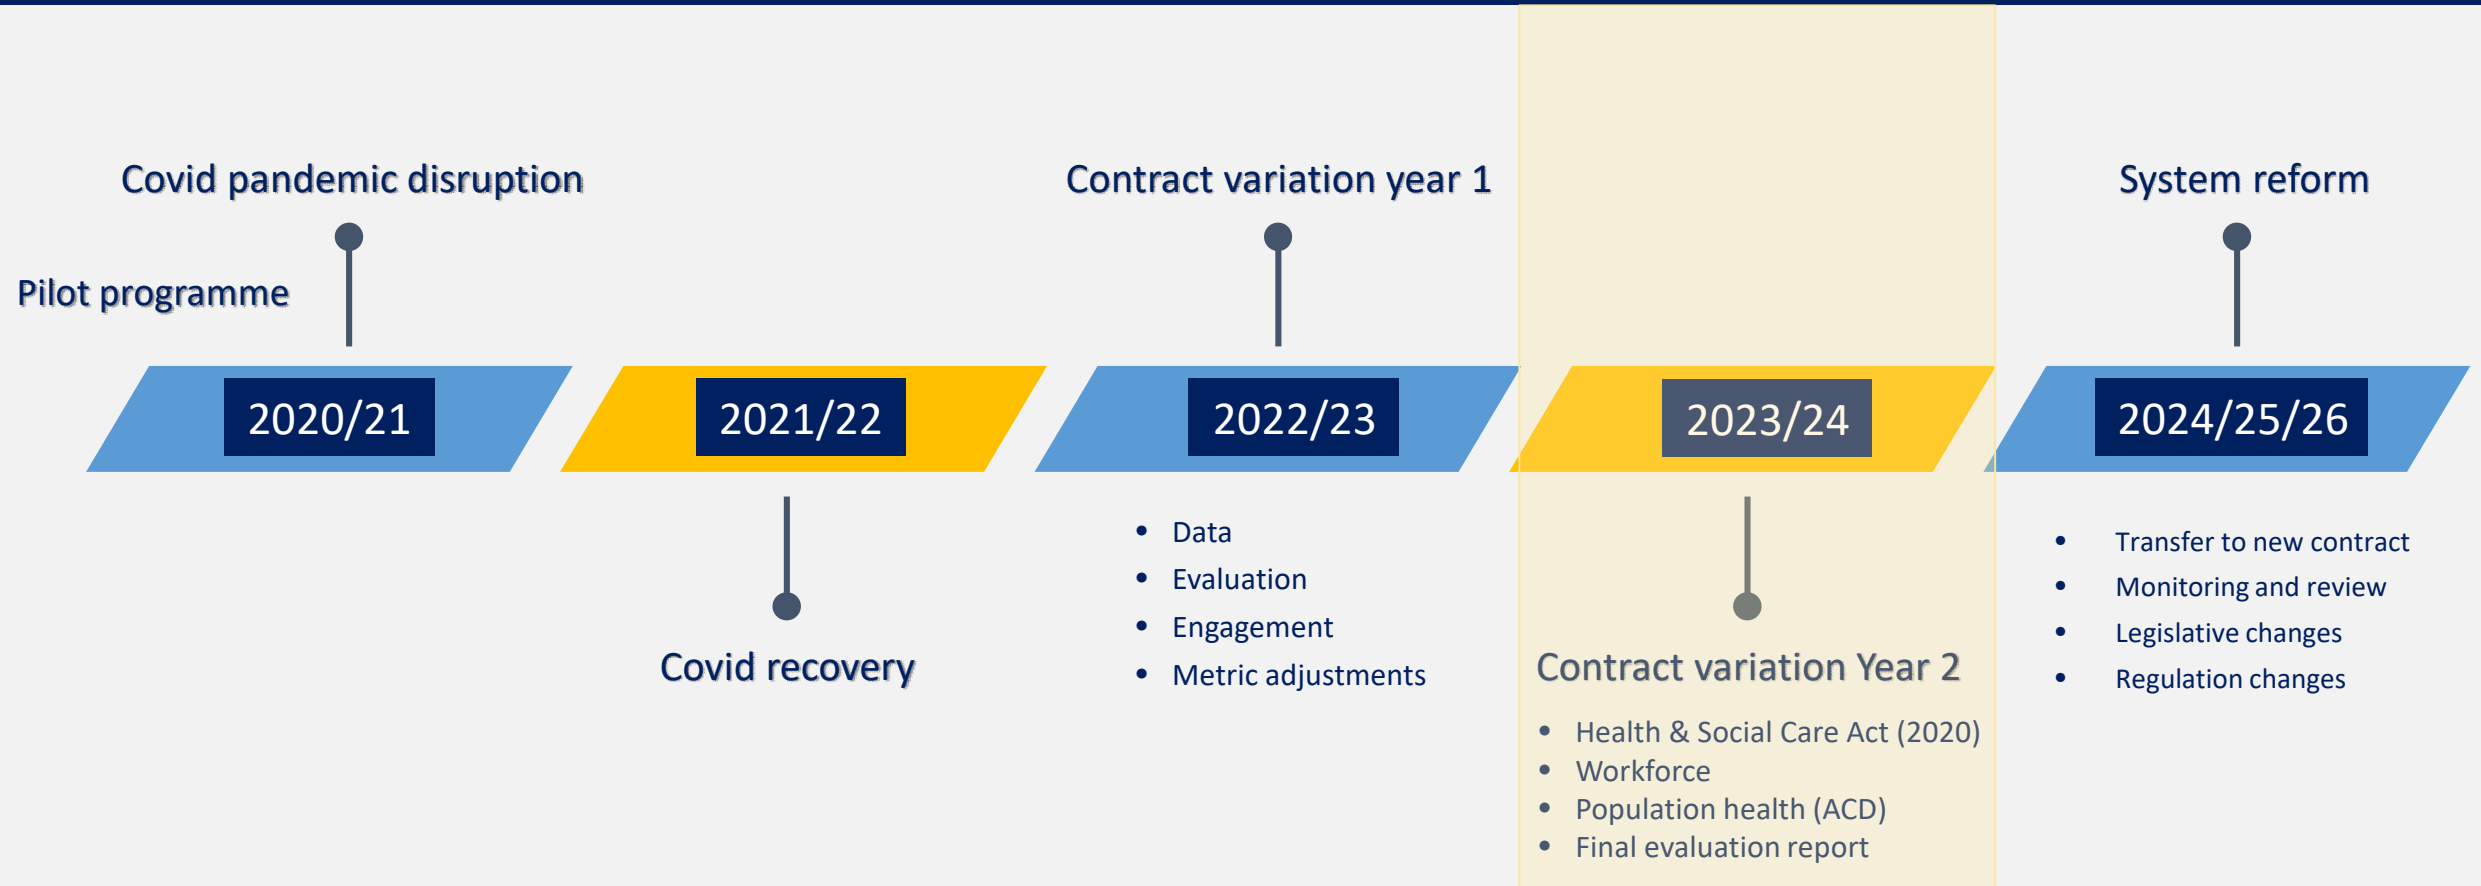 Covid pandemic disruption
Pilot programme
2020/21
2021/22
Covid recovery
Contract variation year 1
2022/23
• Data
• Evaluation
• Engagement
• Metric adjustments
2023/24
Contract variation Year 2
• Health & Social Care Act (2020)
• Workforce
• Population health (ACD)
• Final evaluation report
System reform
2024/25/26
• Transfer to new contract
• Monitoring and review
• Legislative changes
• Regulation changes